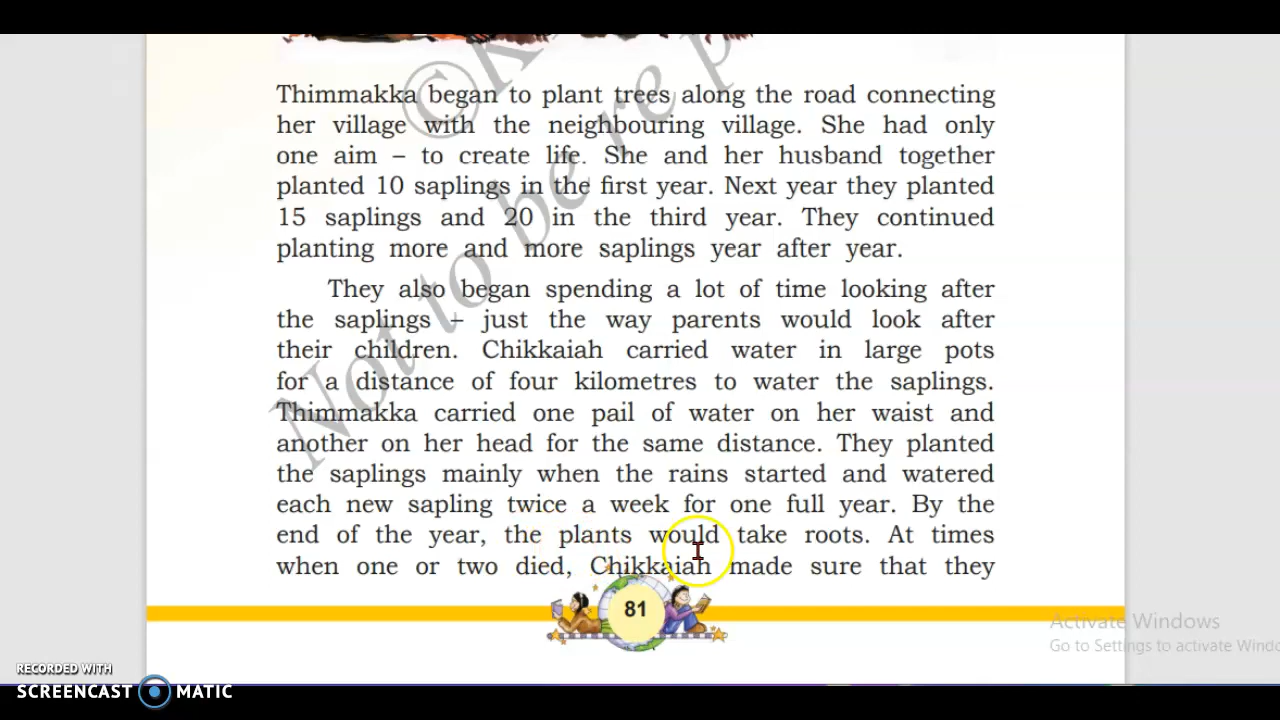 Thimmakka began to plant trees along the road connecting
her village with the neighbouring village. She had only
one aim – to create life. She and her husband together
planted 10 saplings in the first year. Next year they planted
15 saplings and 20 in the third year. They continued
planting more and more saplings year after year.
They also began spending a lot of time looking after
the saplings – just the way parents would look after
their children. Chikkaiah carried water in large pots
for a distance of four kilometres to water the saplings.
Thimmakka carried one pail of water on her waist and
another on her head for the same distance. They planted
the saplings mainly when the rains started and watered
each new sapling twice a week for one full year. By the
end of the year, the plants would take roots. At times
when one or two died, Chikkaiah made sure that they
81
©K
Not to be re p
Activate Windows
Go to Settings to activate Windo
RECORDED WITH
SCREENCAST MATIC